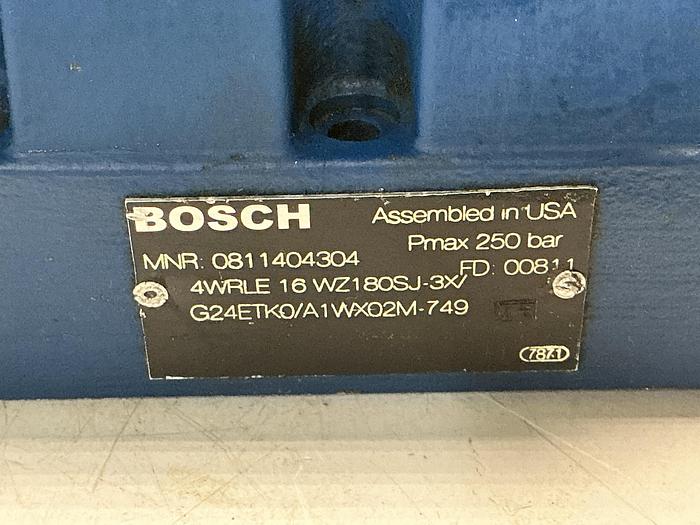 BOSCH Assembled in USA
Pmax 250 bar
MNR: 0811404304
FD: 00811
4WRLE 16 WZ180SJ-3X/
G24ETK0/A1WX02M-749
7871